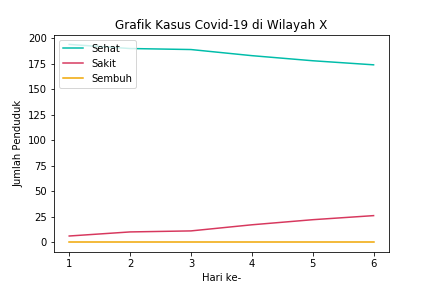 Grafik Kasus Covid-19 di Wilayah X
200
175
150
125
100
75
50
25
0
Jumlah Penduduk
Sehat
Sakit
Sembuh
1 2 3 4 5 6
Hari ke-